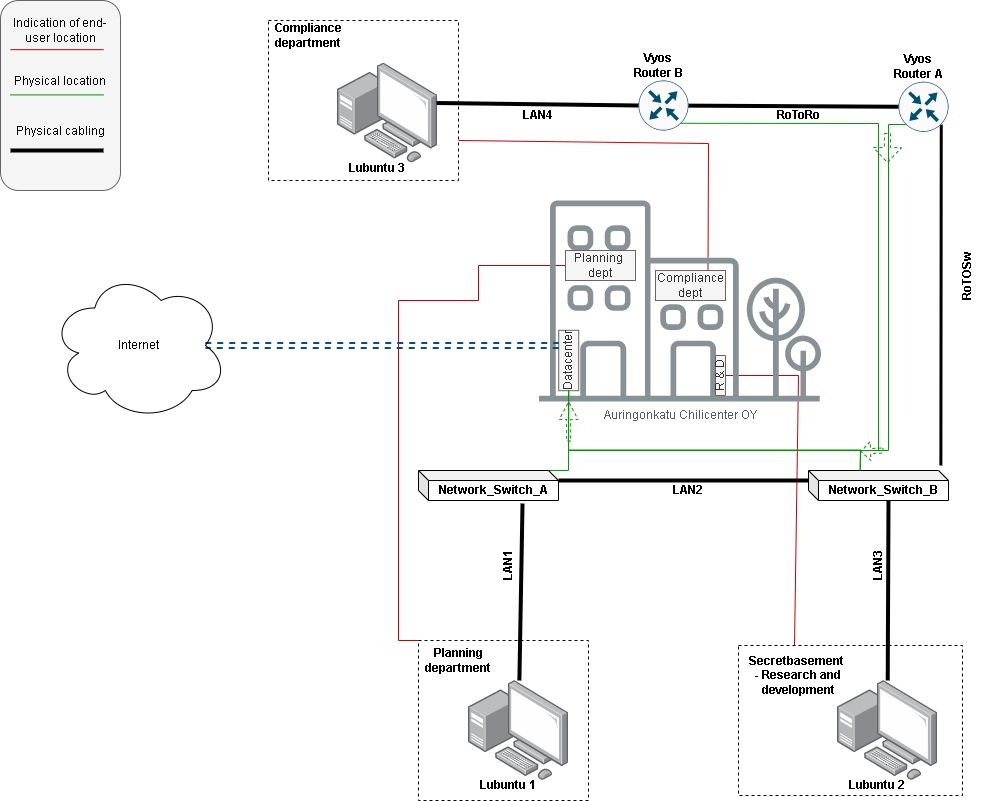 Indication of end-
user location
Physical location
Physical cabling
Compliance
department
Lubuntu 3
LAN4
Vyos
Router B
RoToRo
Vyos
Router A
RoTOSw
Planning
dept
Compliance
dept
Datacenter
R & D
Auringonkatu Chilicenter OY
Internet
Network_Switch_A
LAN2
Network_Switch_B
LAN1
LAN3
Planning
department
Lubuntu 1
Secretbasement
- Research and
development
Lubuntu 2